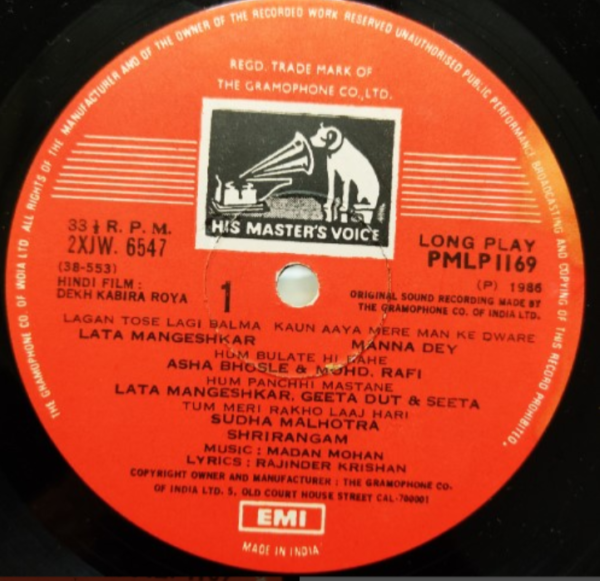 THE GRAMOPHONE CO OF INDIA LTD. ALL RIGHTS OF THE MANUFACTURER AND OF THE OWNER OF THE RECORDED WORK RESERVED UNAUTHORISED PUBLIC PERFORMANCE BROADCASTING AND COPYING OF THIS RECORD PROHIBITED.
REGD. TRADE MARK OF
THE GRAMOPHONE CO., LTD.
HIS MASTER'S VOICE
33⅓ R. P. M.
2XJW. 6547
(38-553)
HINDI FILM :
DEKH KABIRA ROYA
1
LONG PLAY
PMLP1169
(P) 1986
ORIGINAL SOUND RECORDING MADE BY
THE GRAMOPHONE CO. OF INDIA LTD.
LAGAN TOSE LAGI BALMA KAUN AAYA MERE MAN KE DWARE
LATA MANGESHKAR MANNA DEY
HUM BULATE HI RAHE
ASHA BHOSLE & MOHD. RAFI
HUM PANCHHI MASTANE
LATA MANGESHKAR, GEETA DUT & SEETA
TUM MERI RAKHO LAAJ HARI
SUDHA MALHOTRA
SHRIRANGAM
MUSIC : MADAN MOHAN
LYRICS : RAJINDER KRISHAN
COPYRIGHT OWNER AND MANUFACTURER : THE GRAMOPHONE CO.
OF INDIA LTD. 5, OLD COURT HOUSE STREET CAL-700001
EMI
MADE IN INDIA